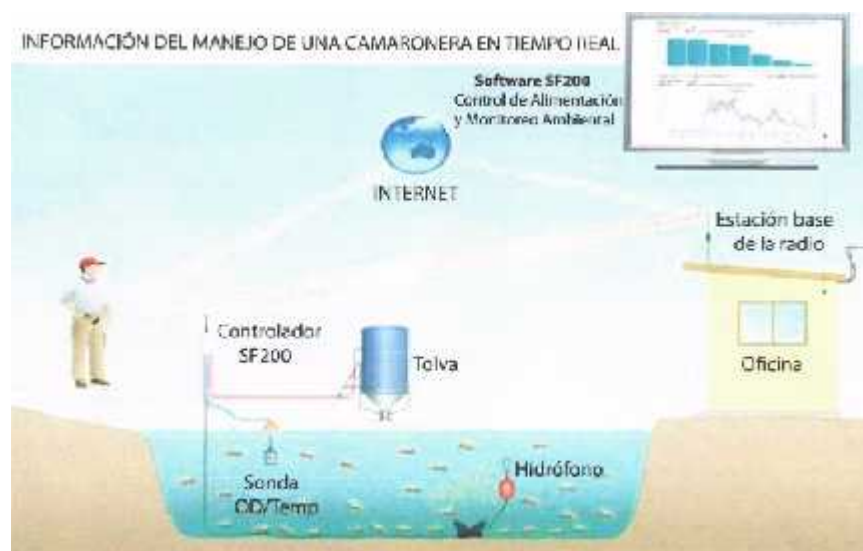 INFORMACIÓN DEL MANEJO DE UNA CAMARONERA EN TIEMPO REAL
Software SF200
Control de Alimentación
y Monitoreo Ambiental
INTERNET
Estación base
de la radio
Controlador
SF200
Tolva
Oficina
Hidrófono
Sonda
OD/Temp